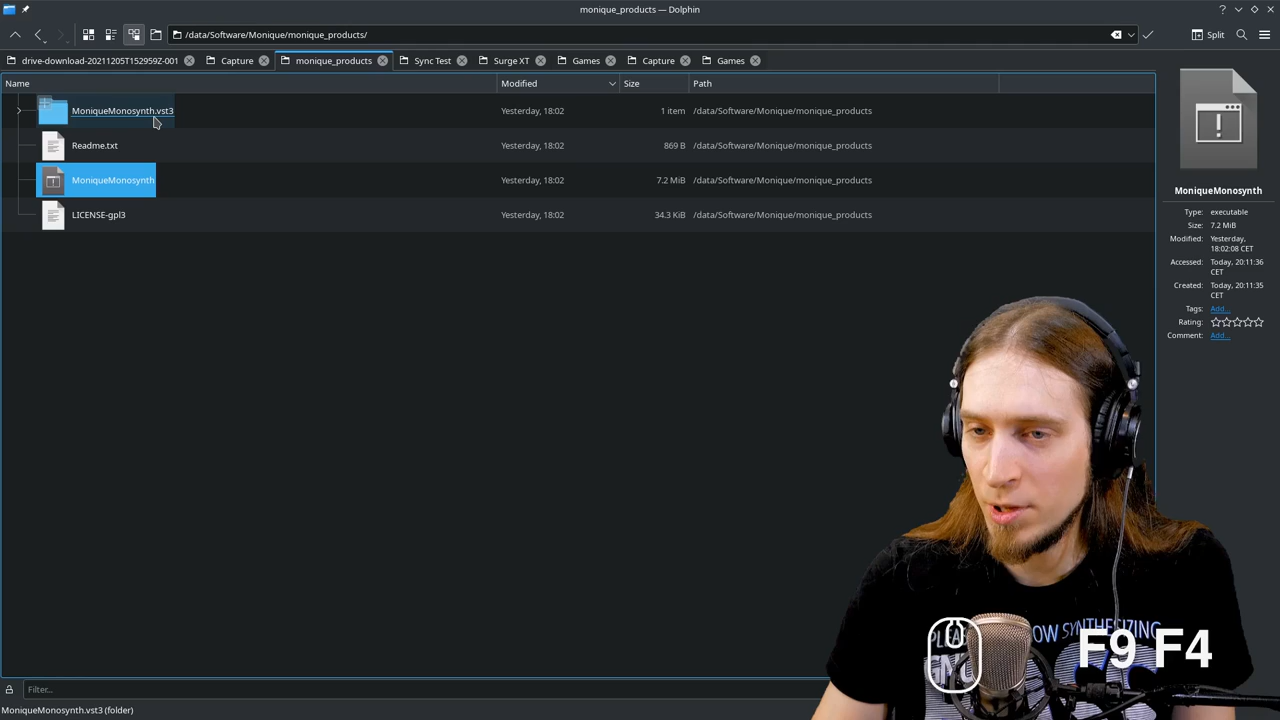 monique_products — Dolphin
/data/Software/Monique/monique_products/
Split
drive-download-20211205T152959Z-001
Capture
monique_products
Sync Test
Surge XT
Games
Capture
Games
Name
Modified
Size
Path
MoniqueMonosynth.vst3
Yesterday, 18:02
1 item
/data/Software/Monique/monique_products
Readme.txt
Yesterday, 18:02
869 B
/data/Software/Monique/monique_products
MoniqueMonosynth
Yesterday, 18:02
7.2 MiB
/data/Software/Monique/monique_products
LICENSE-gpl3
Yesterday, 18:02
34.3 KiB
/data/Software/Monique/monique_products
MoniqueMonosynth
Type: executable
Size: 7.2 MiB
Modified: Yesterday,
18:02:08 CET
Accessed: Today, 20:11:36
CET
Created: Today, 20:11:35
CET
Tags: Add...
Rating:
Comment: Add...
OW SYNTHESIZING
F9 F4
Filter...
MoniqueMonosynth.vst3 (folder)